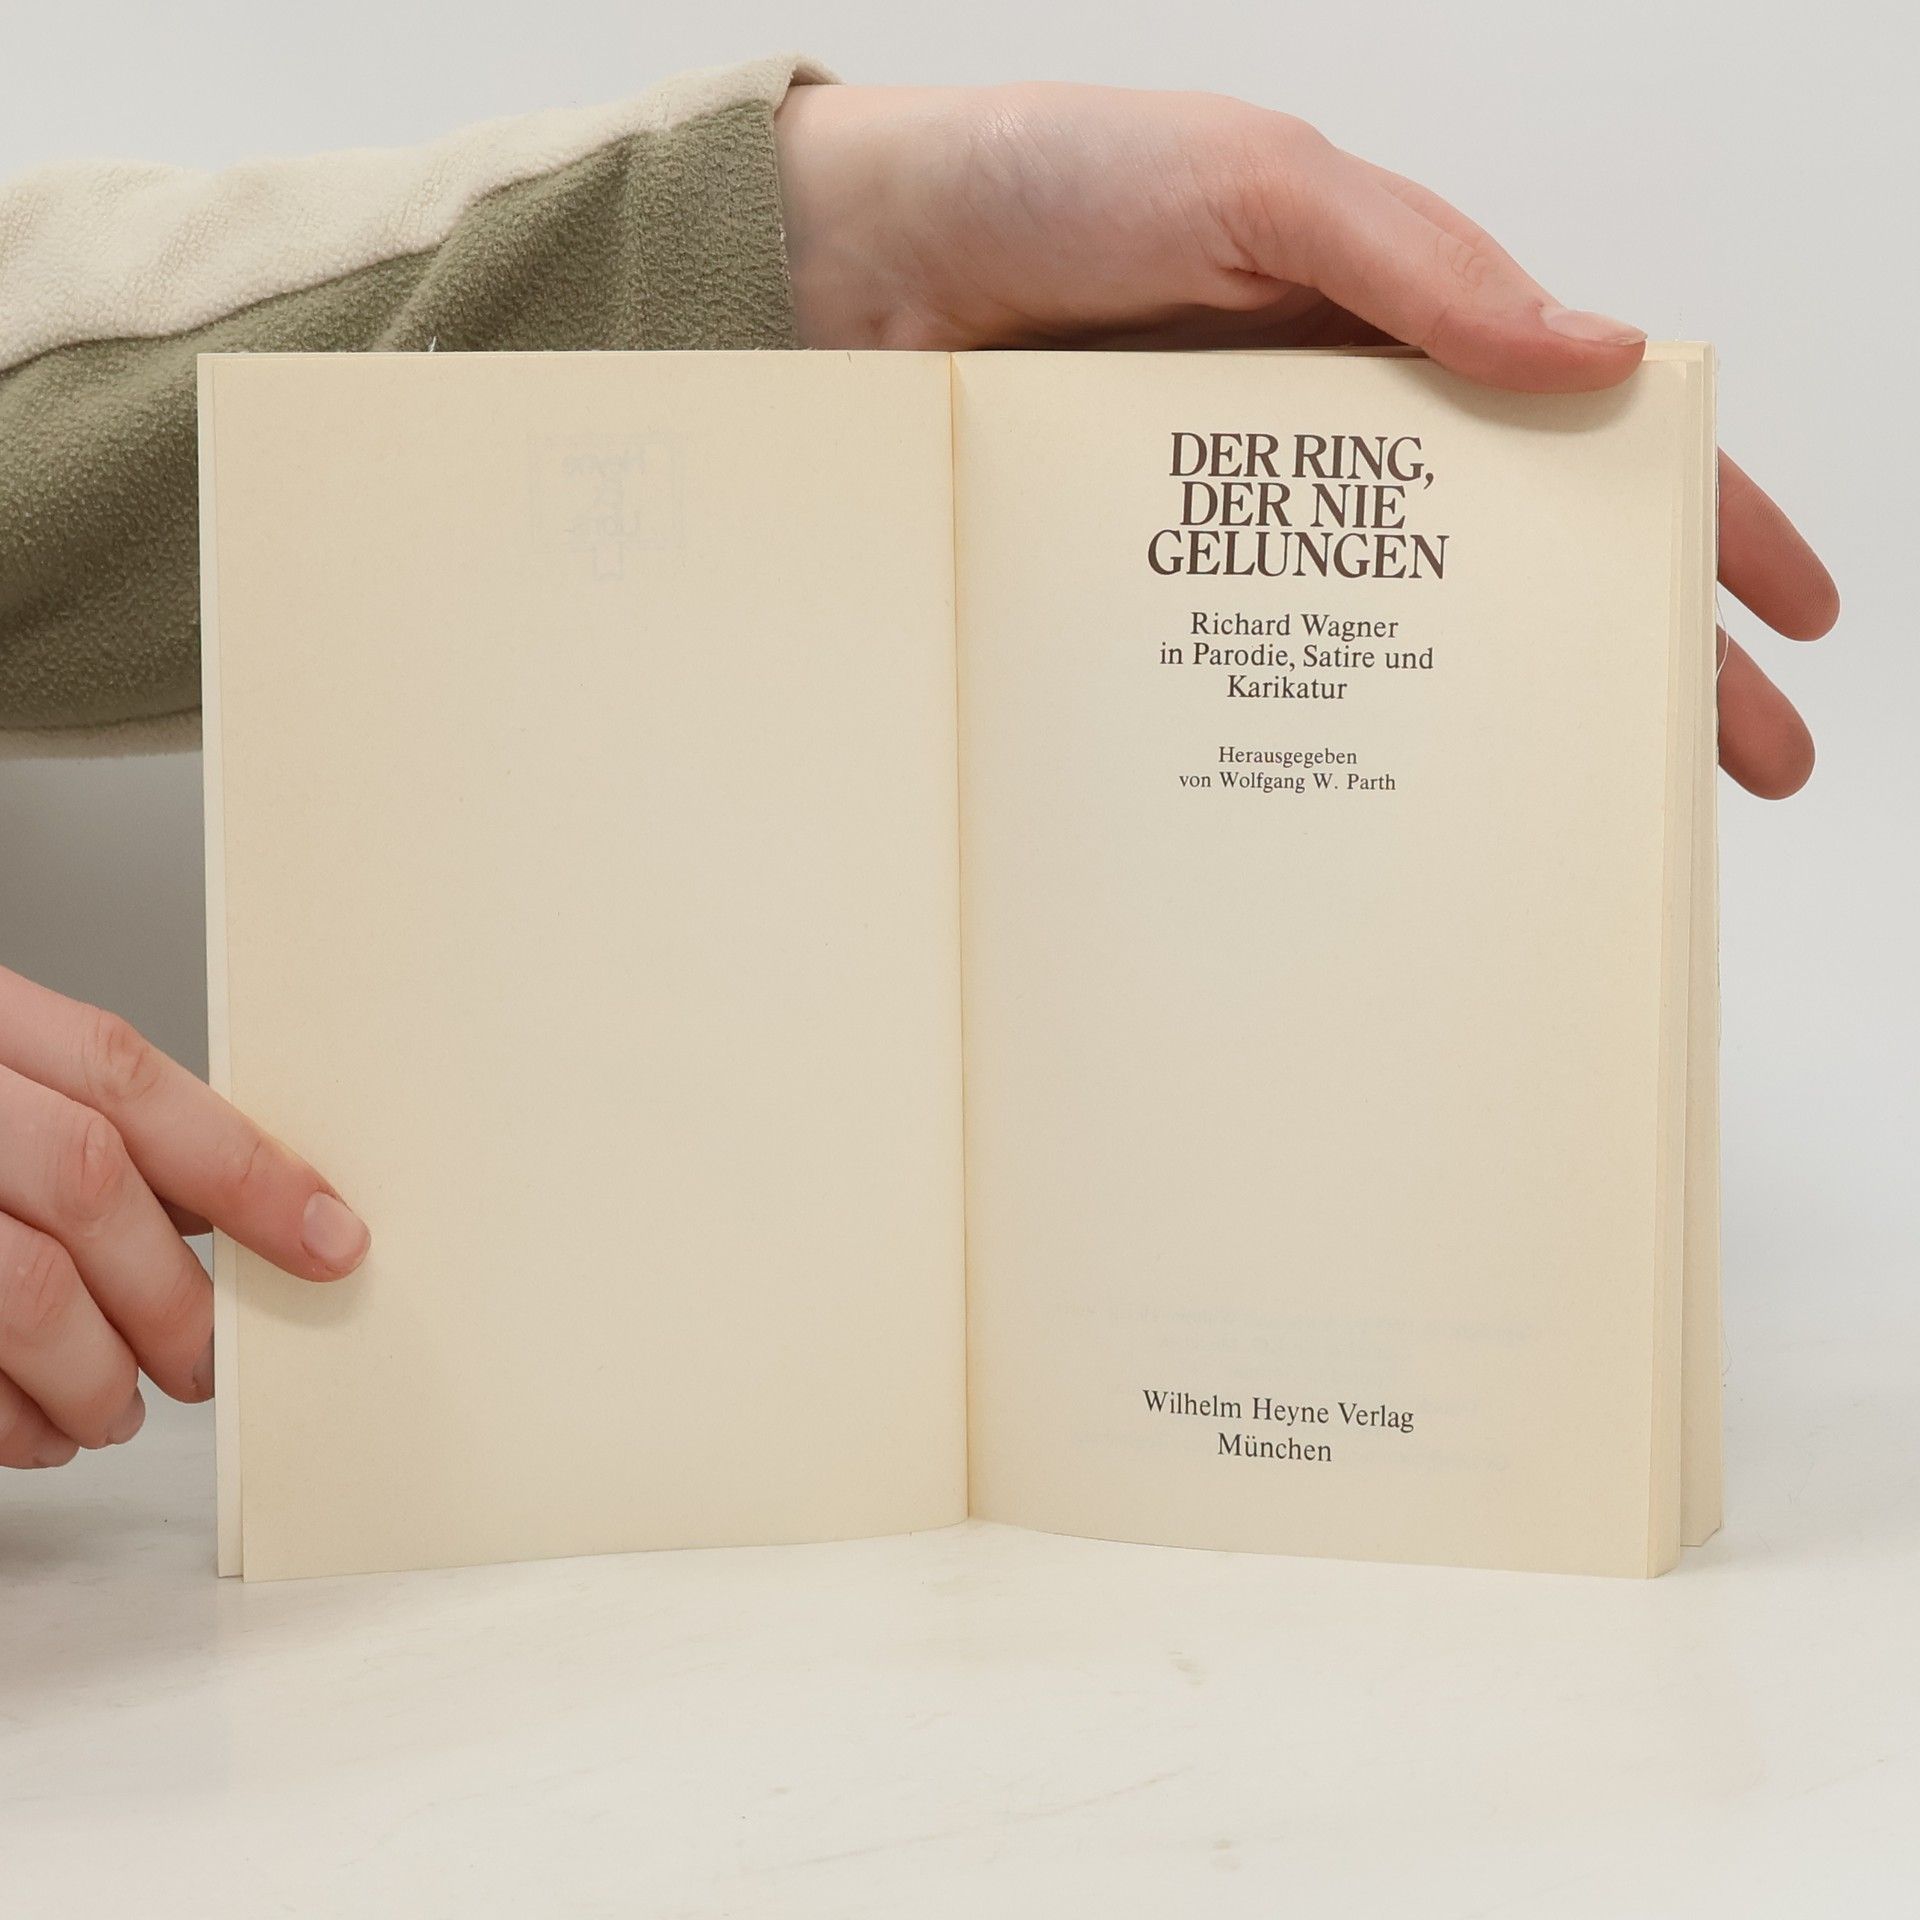 DER RING,
DER NIE
GELUNGEN
Richard Wagner
in Parodie, Satire und
Karikatur
Herausgegeben
von Wolfgang W. Parth
Wilhelm Heyne Verlag
München